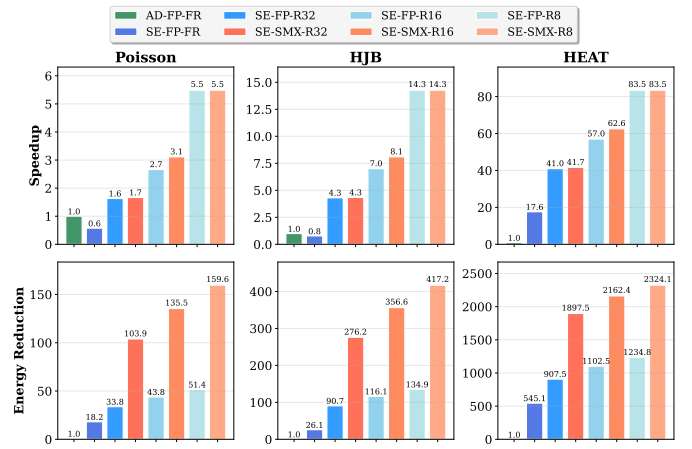 AD-FP-FR SE-FP-R32 SE-FP-R16 SE-FP-R8
SE-FP-FR SE-SMX-R32 SE-SMX-R16 SE-SMX-R8
Poisson
Speedup
6
5
4
3
2
1
0
1.0 0.6 1.6 1.7 2.7 3.1 5.5 5.5
HJB
15.0
12.5
10.0
7.5
5.0
2.5
0.0
1.0 0.8 4.3 4.3 7.0 8.1 14.3 14.3
HEAT
80
60
40
20
0
1.0 17.6 41.0 41.7 57.0 62.6 83.5 83.5
Energy Reduction
150
100
50
0
1.0 18.2 33.8 103.9 43.8 135.5 51.4 159.6
400
300
200
100
0
1.0 26.1 90.7 276.2 116.1 356.6 134.9 417.2
2500
2000
1500
1000
500
0
1.0 545.1 907.5 1897.5 1102.5 2162.4 1234.8 2324.1